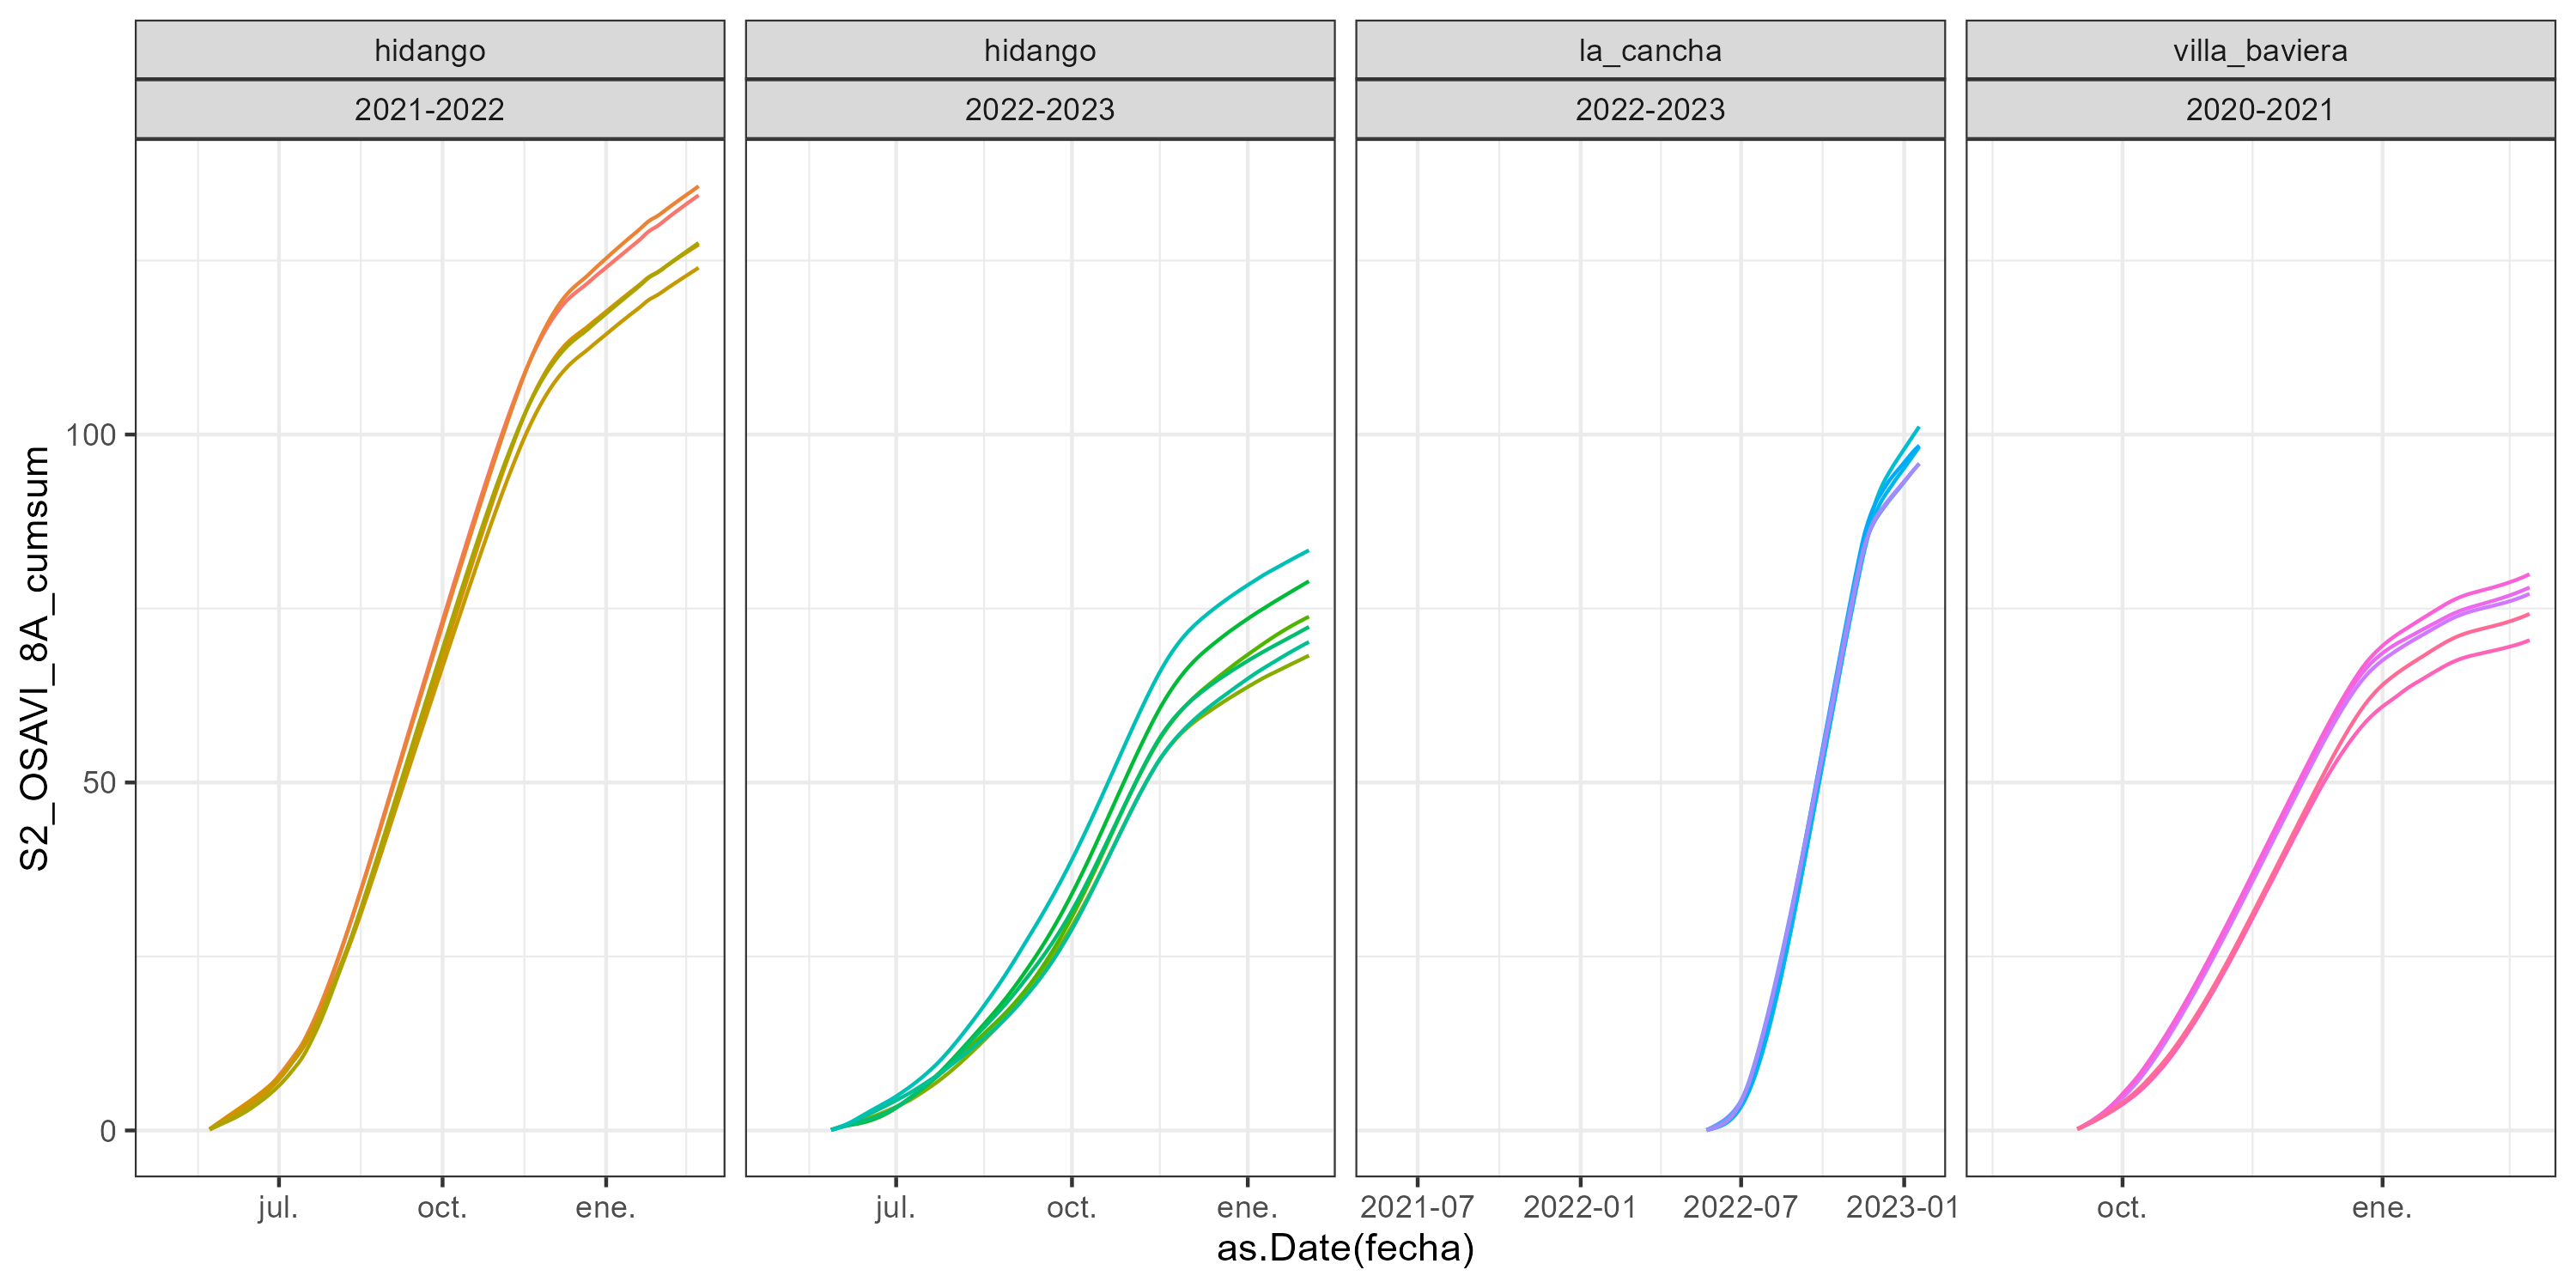 hidango hidango la_cancha villa_baviera
2021-2022 2022-2023 2022-2023 2020-2021
S2_OSAVI_8A_cumsum
100
50
0
jul. oct. ene. jul. oct. ene. 2021-07 2022-01 2022-07 2023-01 oct. ene.
as.Date(fecha)